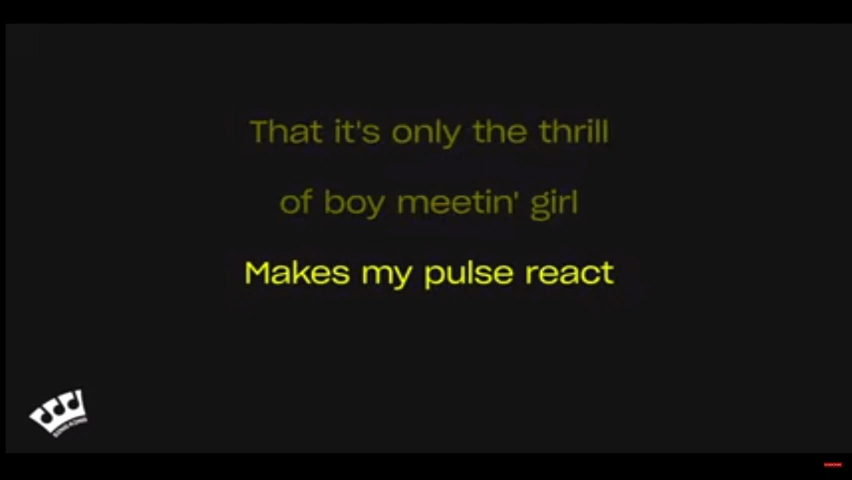 That it's only the thrill
of boy meetin' girl
Makes my pulse react